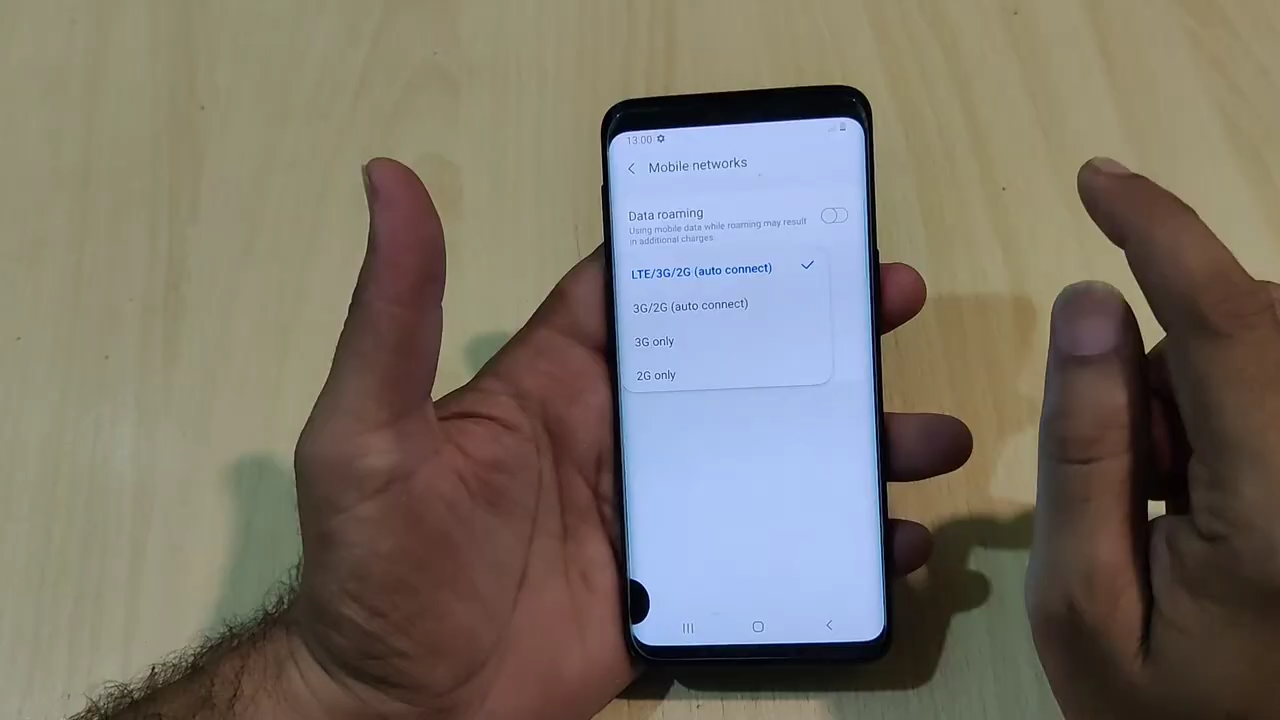 13:00
Mobile networks
Data roaming
Using mobile data while roaming may result
in additional charges.
LTE/3G/2G (auto connect)
3G/2G (auto connect)
3G only
2G only